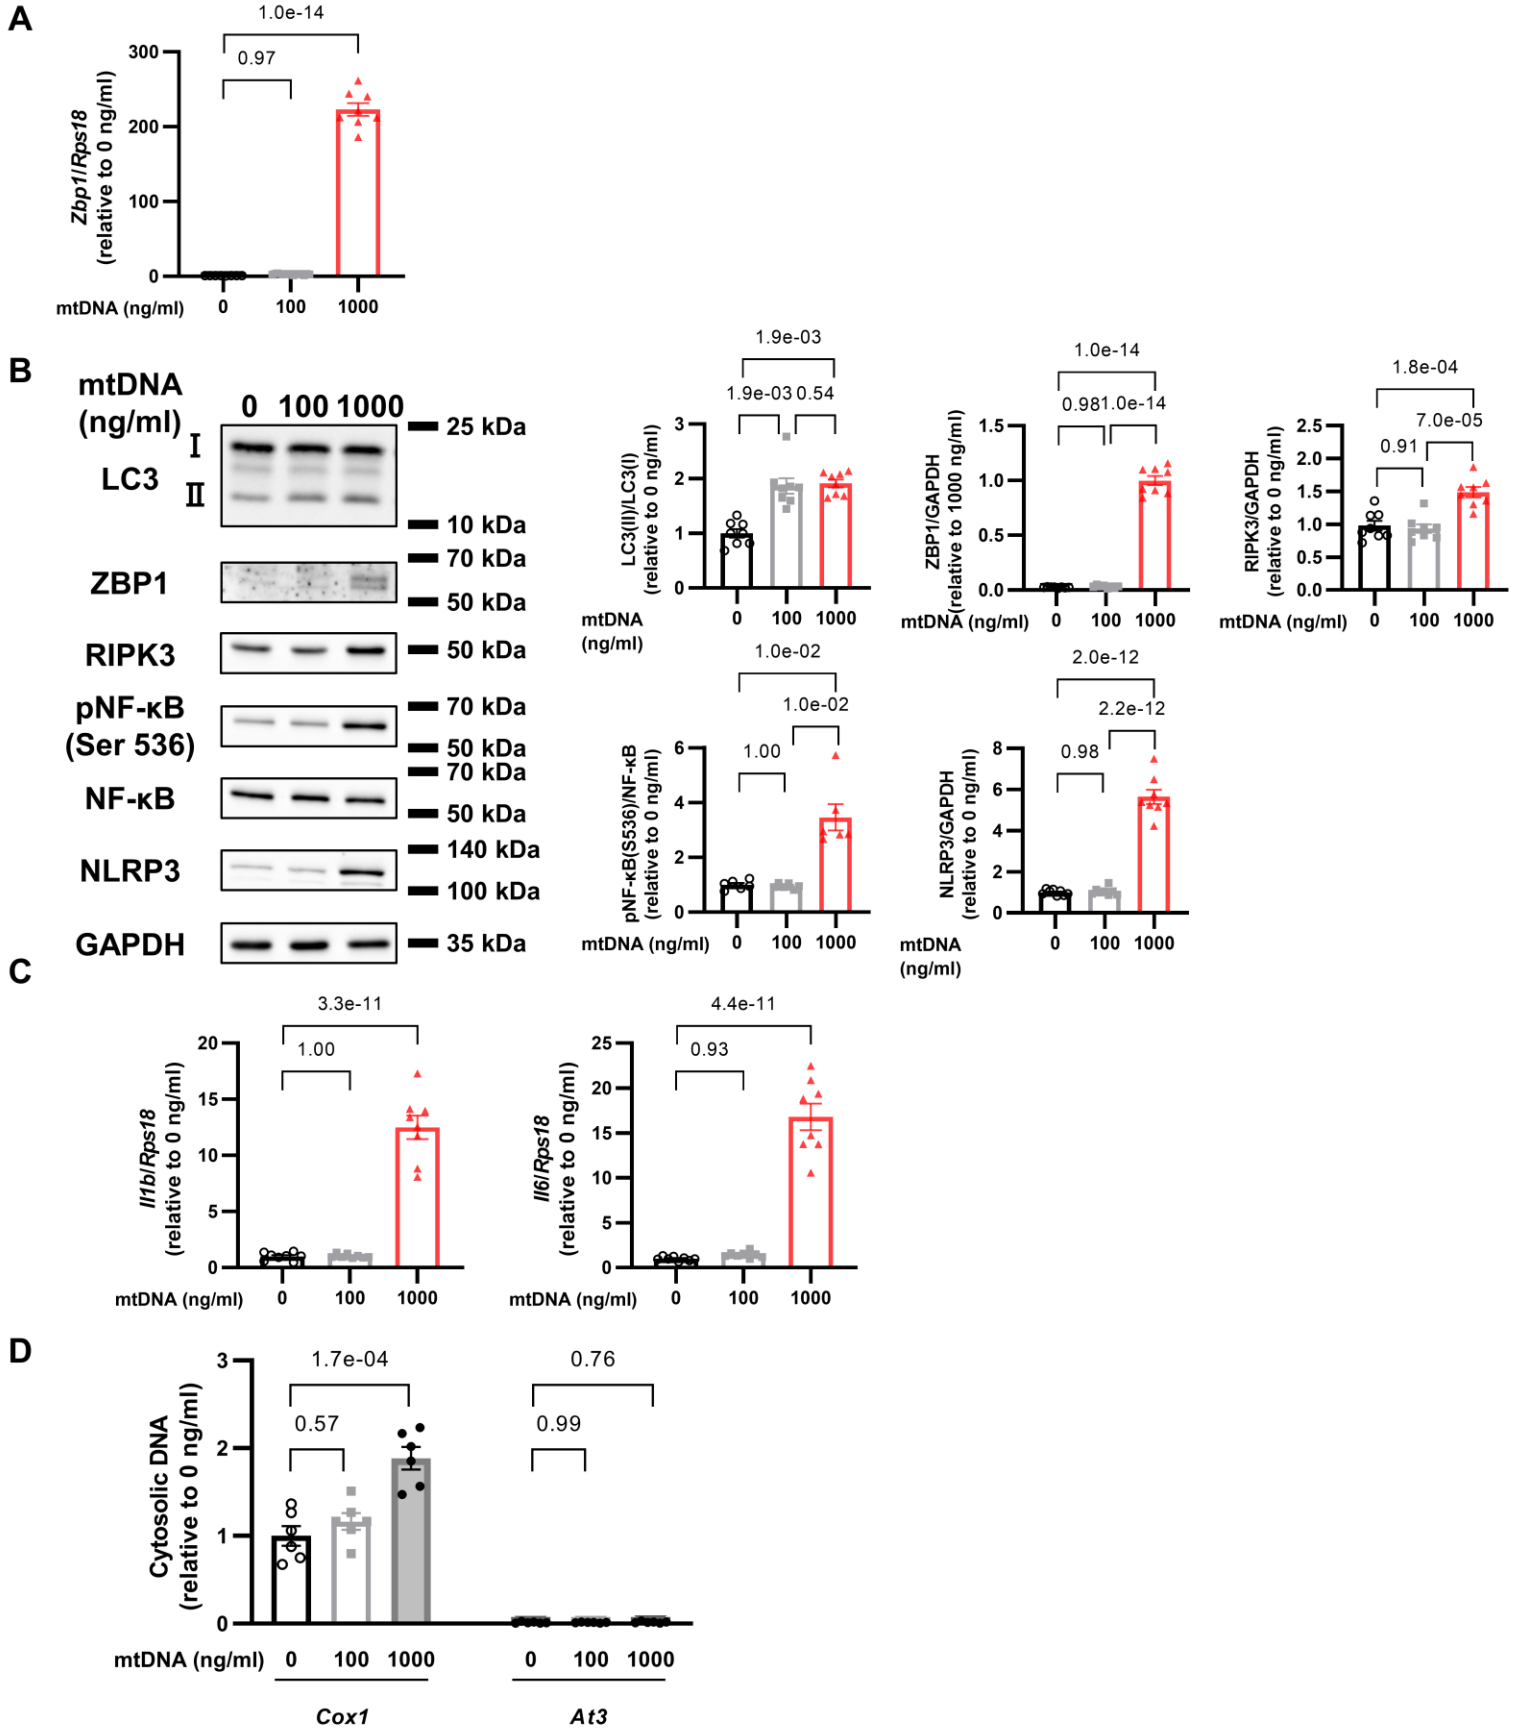 A
1.0e-14
0.97
Zbp1/Rps18
(relative to 0 ng/ml)
300
200
100
0
mtDNA (ng/ml)
0
100
1000
B
mtDNA
(ng/ml)
0 100 1000
I
LC3
II
25 kDa
10 kDa
ZBP1
70 kDa
50 kDa
RIPK3
50 kDa
pNF-κB
(Ser 536)
70 kDa
50 kDa
NF-κB
70 kDa
50 kDa
NLRP3
140 kDa
100 kDa
GAPDH
35 kDa
1.9e-03
1.9e-03
0.54
LC3(II)/LC3(I)
(relative to 0 ng/ml)
3
2
1
0
mtDNA
(ng/ml)
0
100
1000
1.0e-14
0.98
1.0e-14
ZBP1/GAPDH
(relative to 1000 ng/ml)
1.5
1.0
0.5
0.0
mtDNA (ng/ml)
0
100
1000
1.8e-04
7.0e-05
0.91
RIPK3/GAPDH
(relative to 0 ng/ml)
2.5
2.0
1.5
1.0
0.5
0.0
mtDNA (ng/ml)
0
100
1000
1.0e-02
1.0e-02
1.00
pNF-κB(S536)/NF-κB
(relative to 0 ng/ml)
6
4
2
0
mtDNA (ng/ml)
0
100
1000
2.0e-12
2.2e-12
0.98
NLRP3/GAPDH
(relative to 0 ng/ml)
8
6
4
2
0
mtDNA
(ng/ml)
0
100
1000
C
3.3e-11
1.00
Il1b/Rps18
(relative to 0 ng/ml)
20
15
10
5
0
mtDNA (ng/ml)
0
100
1000
4.4e-11
0.93
Il6/Rps18
(relative to 0 ng/ml)
25
20
15
10
5
0
mtDNA (ng/ml)
0
100
1000
D
1.7e-04
0.57
0.76
0.99
Cytosolic DNA
(relative to 0 ng/ml)
3
2
1
0
mtDNA (ng/ml)
0
100
1000
0
100
1000
Cox1
At3